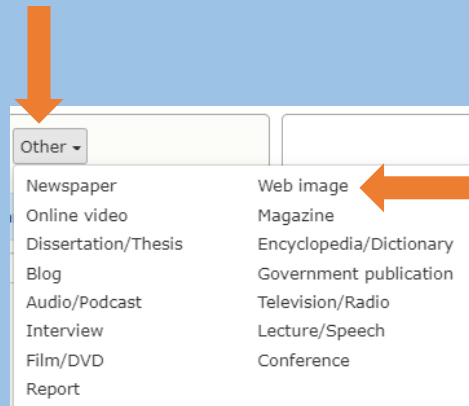 Other
Newspaper Web image
Online video Magazine
Dissertation/Thesis Encyclopedia/Dictionary
Blog Government publication
Audio/Podcast Television/Radio
Interview Lecture/Speech
Film/DVD Conference
Report